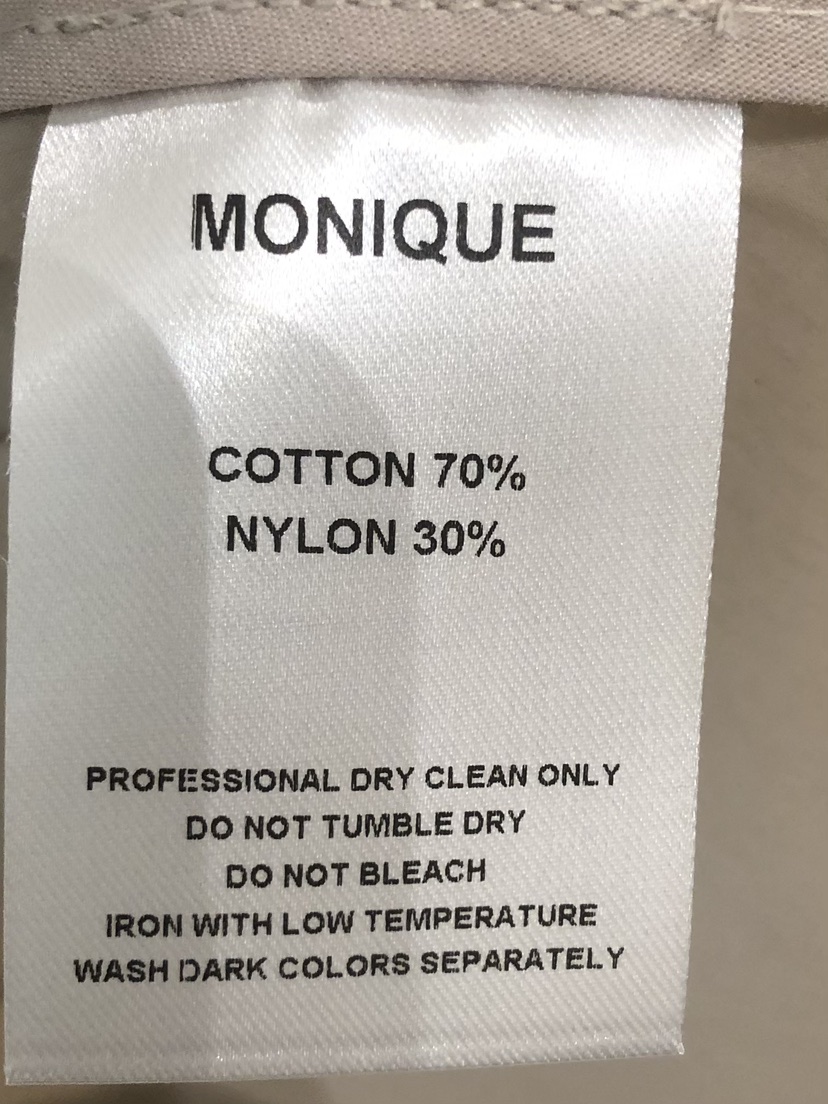 MONIQUE
COTTON 70%
NYLON 30%
PROFESSIONAL DRY CLEAN ONLY
DO NOT TUMBLE DRY
DO NOT BLEACH
IRON WITH LOW TEMPERATURE
WASH DARK COLORS SEPARATELY